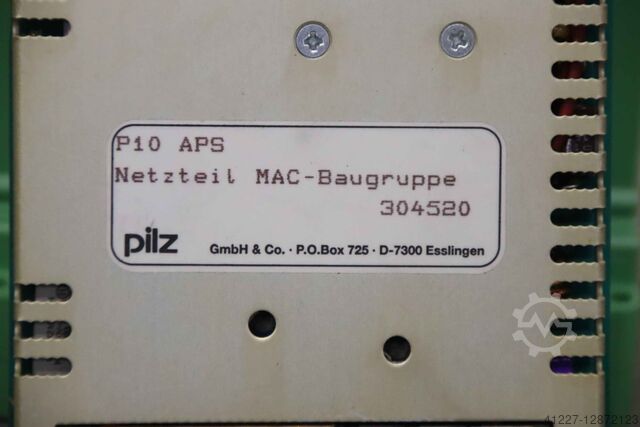 P10 APS
Netzteil MAC-Baugruppe
304520
pilz GmbH & Co. · P.O.Box 725 · D-7300 Esslingen
41227-12872123